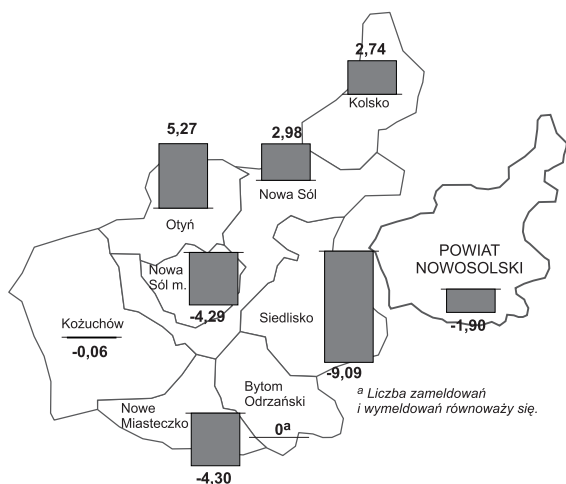 2,74
Kolsko
5,27
2,98
Nowa Sól
Otyń
POWIAT
NOWOSOLSKI
-1,90
Nowa
Sól m.
-4,29
Siedlisko
Kożuchów
-0,06
-9,09
Bytom
Odrzański
0ᵃ
Nowe
Miasteczko
-4,30
ᵃ Liczba zameldowań
i wymeldowań równoważy się.